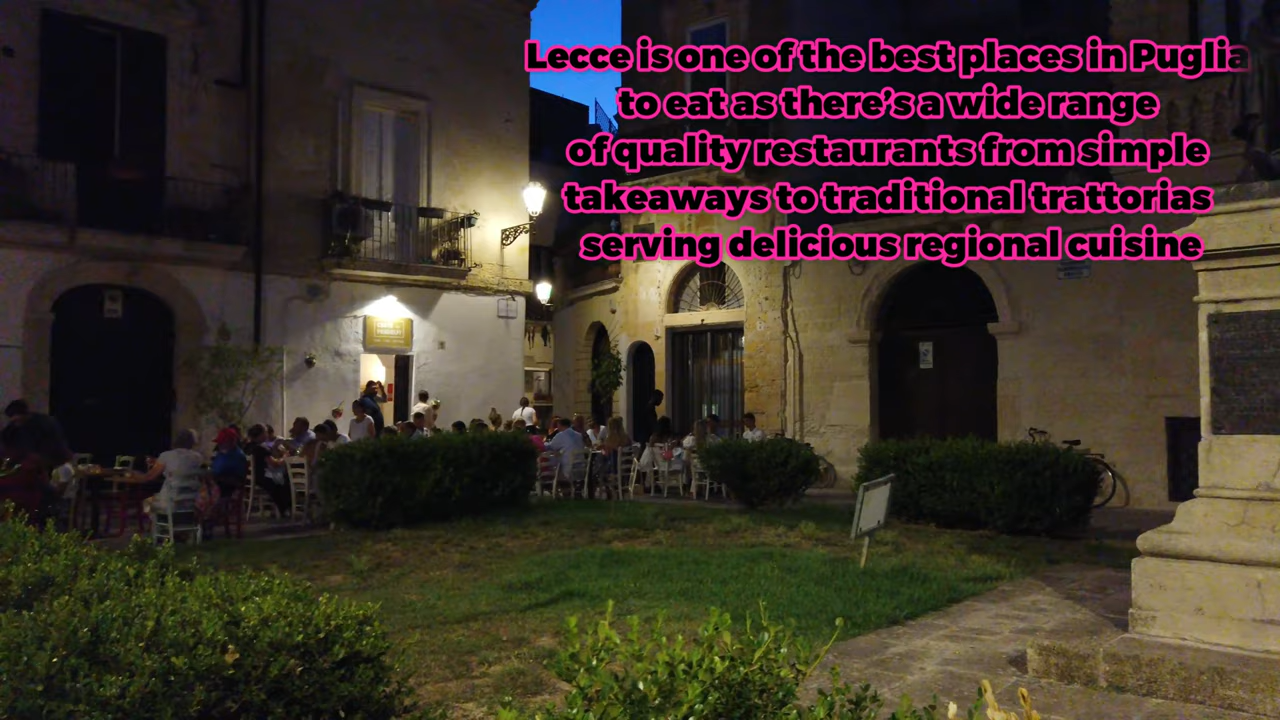 Lecce is one of the best places in Puglia
to eat as there's a wide range
of quality restaurants from simple
takeaways to traditional trattorias
serving delicious regional cuisine